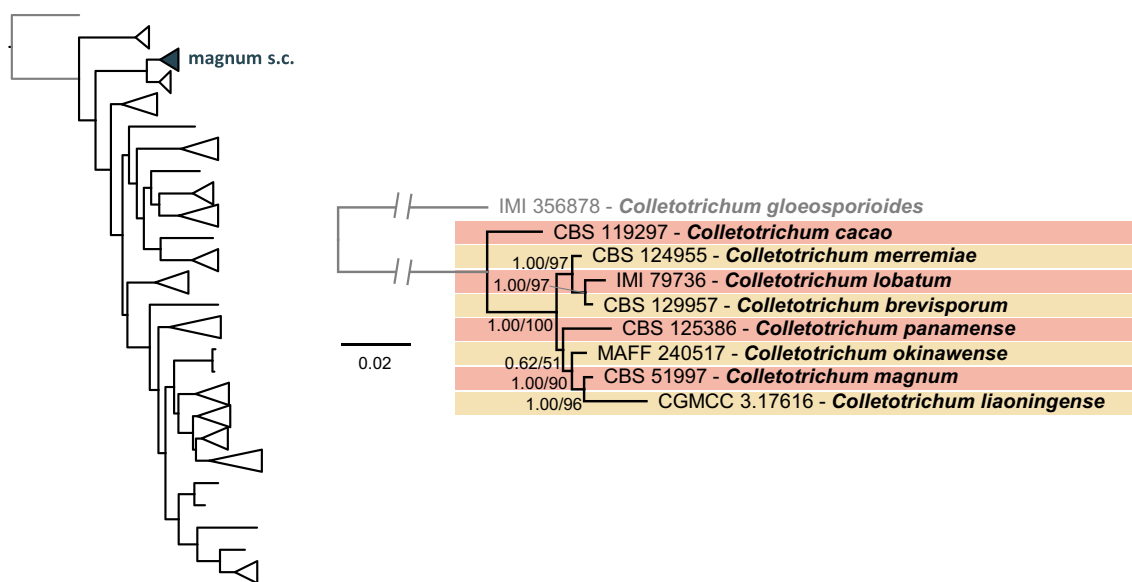 magnum s.c.
IMI 356878 - Colletotrichum gloeosporioides
CBS 119297 - Colletotrichum cacao
1.00/97
CBS 124955 - Colletotrichum merremiae
1.00/97
IMI 79736 - Colletotrichum lobatum
CBS 129957 - Colletotrichum brevisporum
1.00/100
CBS 125386 - Colletotrichum panamense
0.02
0.62/51
MAFF 240517 - Colletotrichum okinawense
1.00/90
CBS 51997 - Colletotrichum magnum
1.00/96
CGMCC 3.17616 - Colletotrichum liaoningense